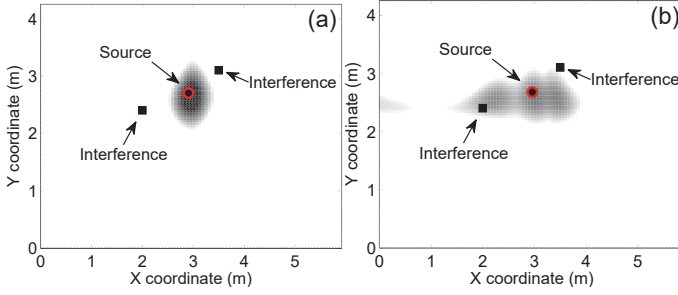 (a)
4
3
2
1
0
Y coordinate (m)
Source
Interference
Interference
0 1 2 3 4 5
X coordinate (m)
(b)
4
3
2
1
0
Y coordinate (m)
Source
Interference
Interference
0 1 2 3 4 5
X coordinate (m)